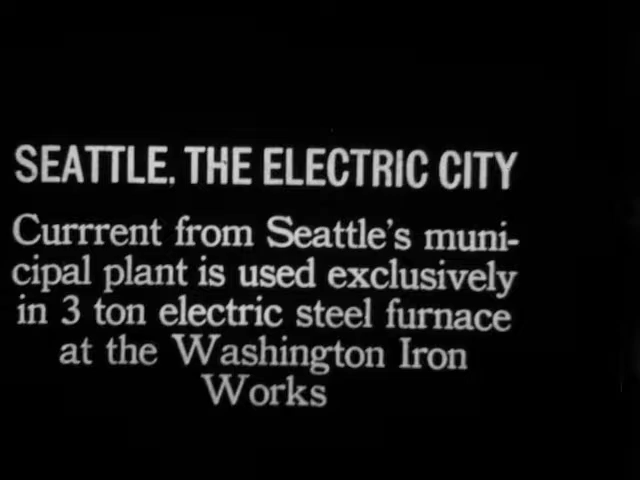 SEATTLE, THE ELECTRIC CITY
Currrent from Seattle's muni-
cipal plant is used exclusively
in 3 ton electric steel furnace
at the Washington Iron
Works